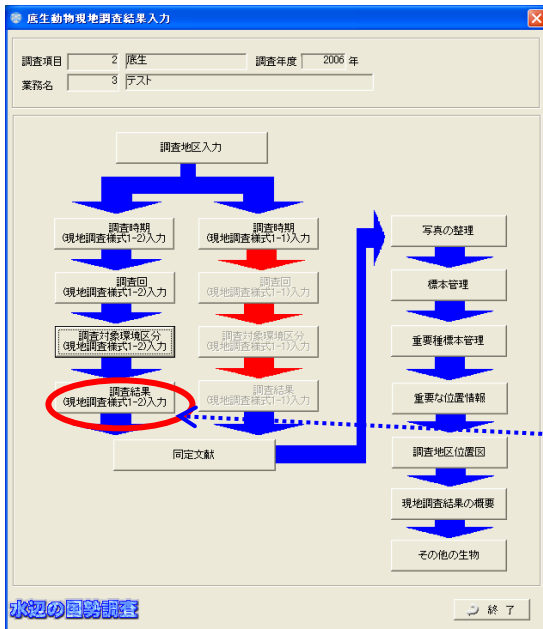 底生動物現地調査結果入力
調査項目 2 底生 調査年度 2006 年
業務名 3 テスト
調査地区入力
調査時期
(現地調査様式1-2)入力
調査時期
(現地調査様式1-1)入力
調査回
(現地調査様式1-2)入力
調査回
(現地調査様式1-1)入力
調査対象環境区分
(現地調査様式1-2)入力
調査対象環境区分
(現地調査様式1-1)入力
調査結果
(現地調査様式1-2)入力
調査結果
(現地調査様式1-1)入力
同定文献
写真の整理
標本管理
重要種標本管理
重要な位置情報
調査地区位置図
現地調査結果の概要
その他の生物
水辺の国勢調査
終 了